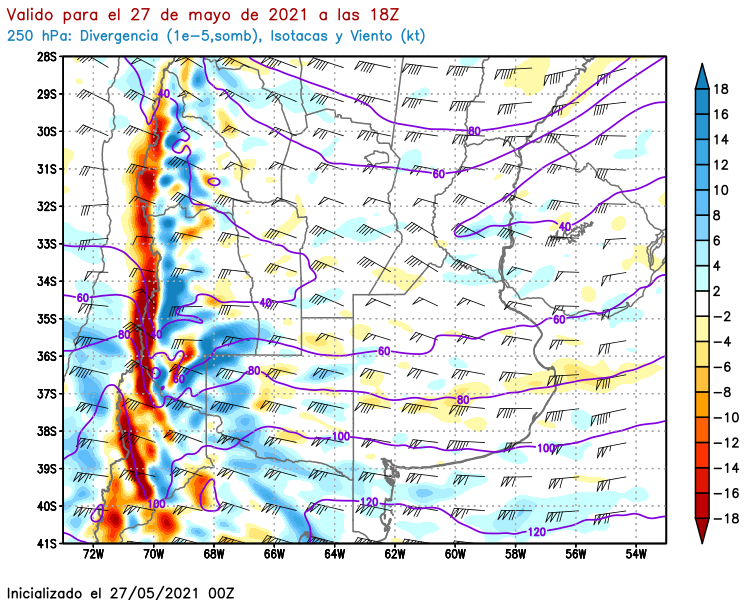 Valido para el 27 de mayo de 2021 a las 18Z
250 hPa: Divergencia (1e−5,somb), Isotacas y Viento (kt)
28S
29S
30S
31S
32S
33S
34S
35S
36S
37S
38S
39S
40S
41S
72W 70W 68W 66W 64W 62W 60W 58W 56W 54W
40
80
60
40
60
40
60
80
40
60
60
80
60
80
100
100
100
120
120
18
16
14
12
10
8
6
4
2
−2
−4
−6
−8
−10
−12
−14
−16
−18
Inicializado el 27/05/2021 00Z